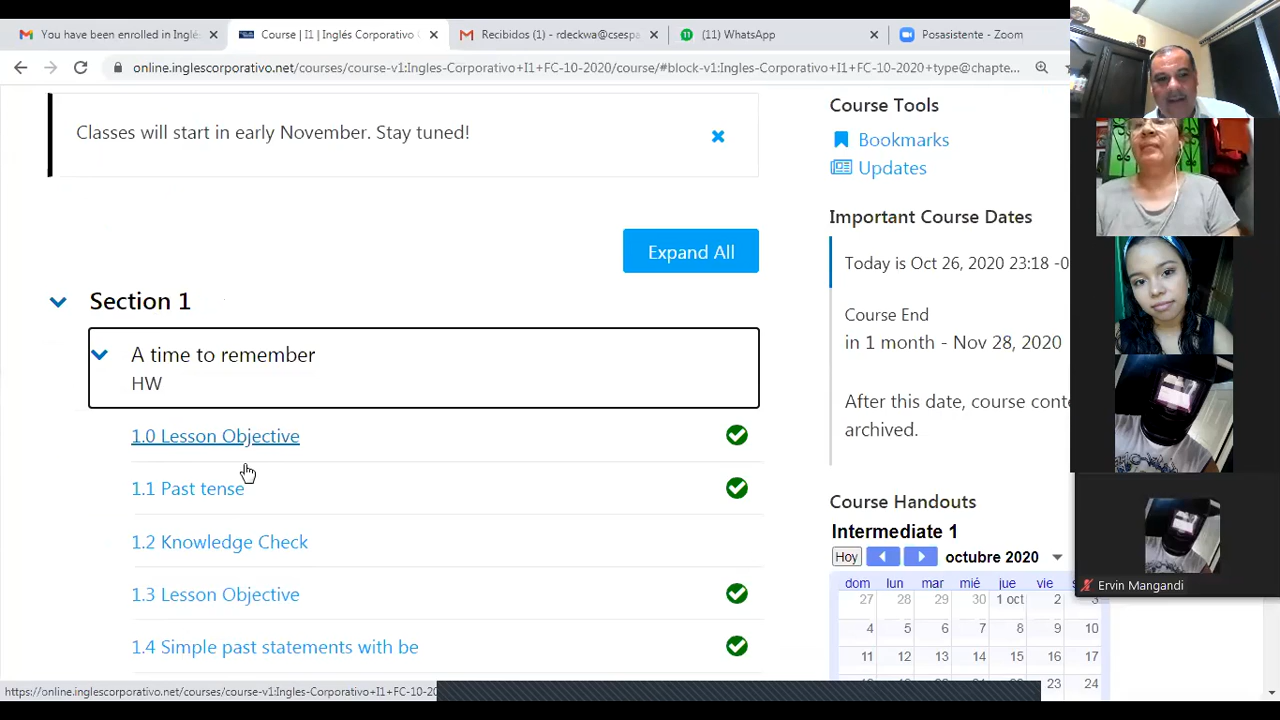 You have been enrolled in Inglé
Course | I1 | Inglés Corporativo
Recibidos (1) - rdeckwa@csespa
(11) WhatsApp
Posasistente - Zoom
online.inglescorporativo.net/courses/course-v1:Ingles-Corporativo+I1+FC-10-2020/course/#block-v1:Ingles-Corporativo+I1+FC-10-2020+type@chapte...
Classes will start in early November. Stay tuned!
Expand All
Section 1
A time to remember
HW
1.0 Lesson Objective
1.1 Past tense
1.2 Knowledge Check
1.3 Lesson Objective
1.4 Simple past statements with be
Course Tools
Bookmarks
Updates
Important Course Dates
Today is Oct 26, 2020 23:18 -0
Course End
in 1 month - Nov 28, 2020
After this date, course conte
archived.
Course Handouts
Intermediate 1
Hoy
octubre 2020
dom lun mar mié jue vie s
27 28 29 30 1 oct 2 3
4 5 6 7 8 9 10
11 12 13 14 15 16 17
23 24
Ervin Mangandi
https://online.inglescorporativo.net/courses/course-v1:Ingles-Corporativo+I1+FC-10-20